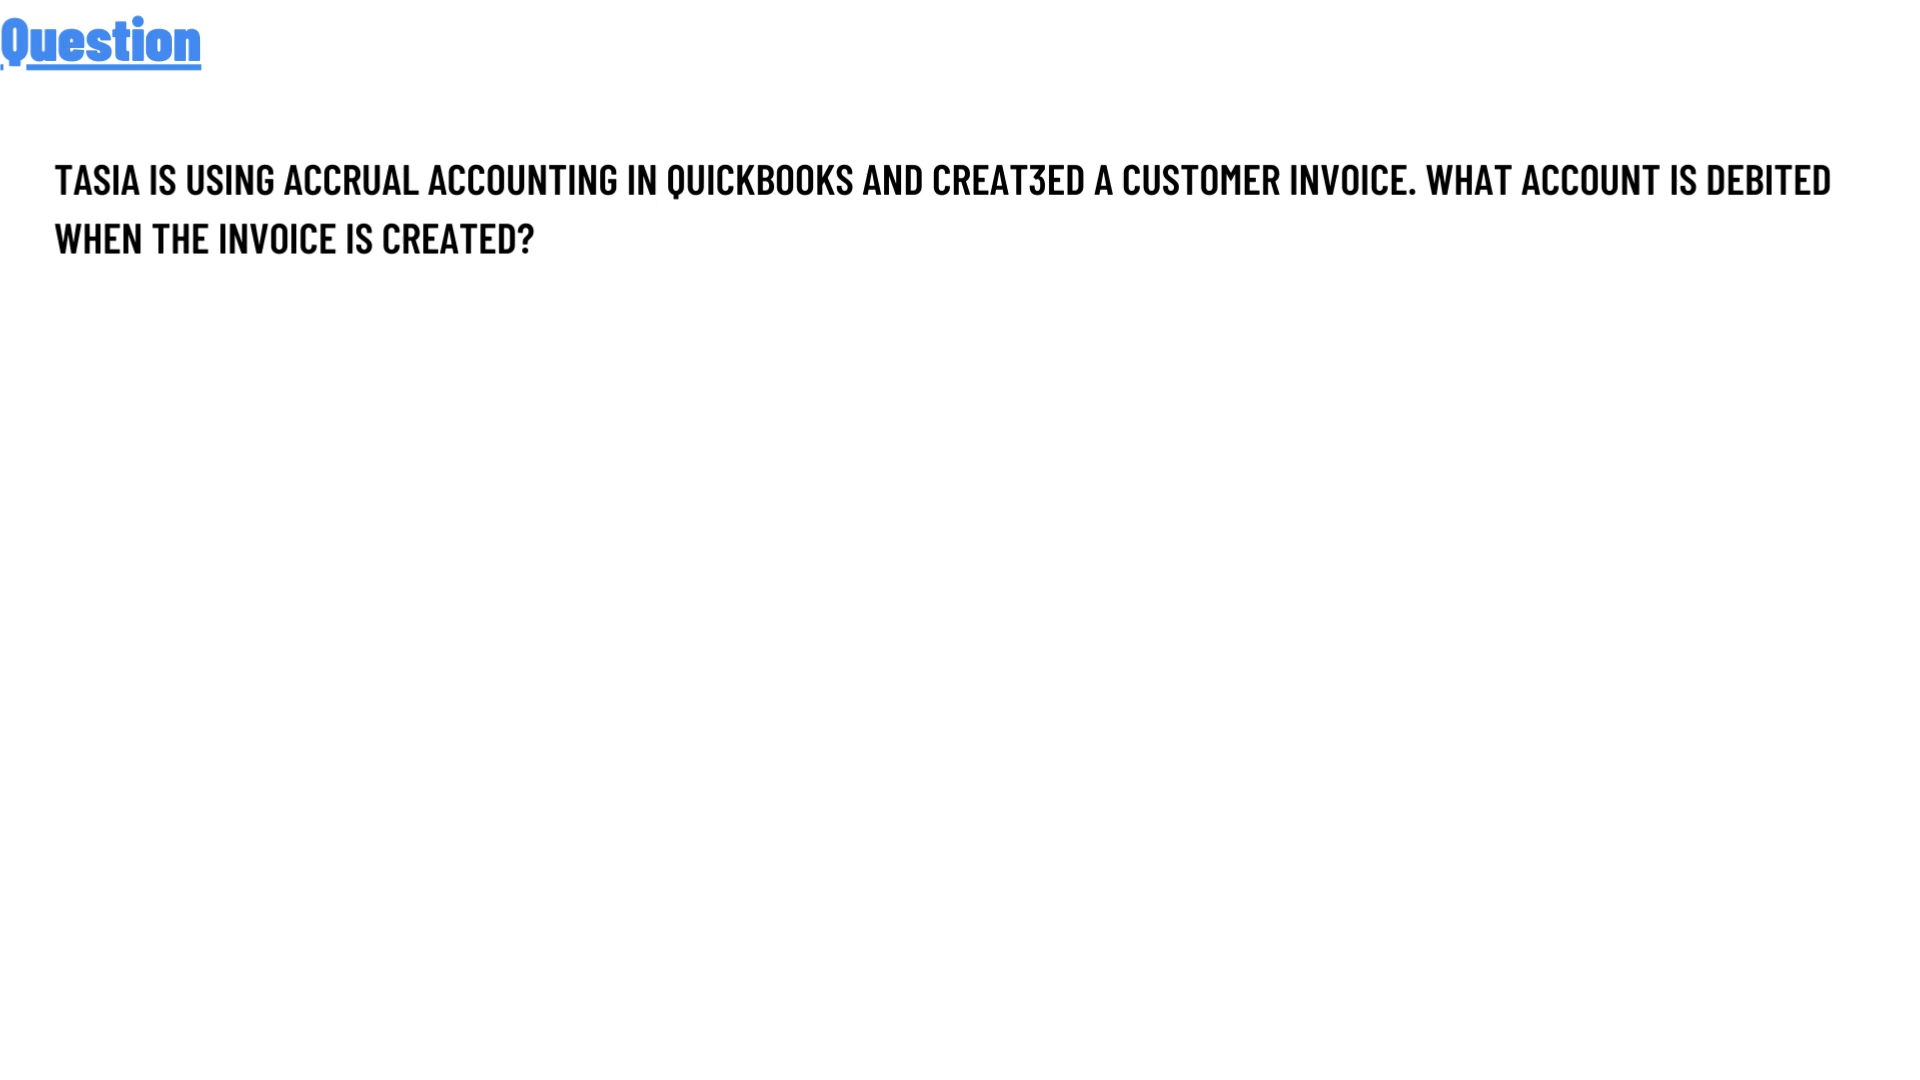 Question
TASIA IS USING ACCRUAL ACCOUNTING IN QUICKBOOKS AND CREAT3ED A CUSTOMER INVOICE. WHAT ACCOUNT IS DEBITED
WHEN THE INVOICE IS CREATED?